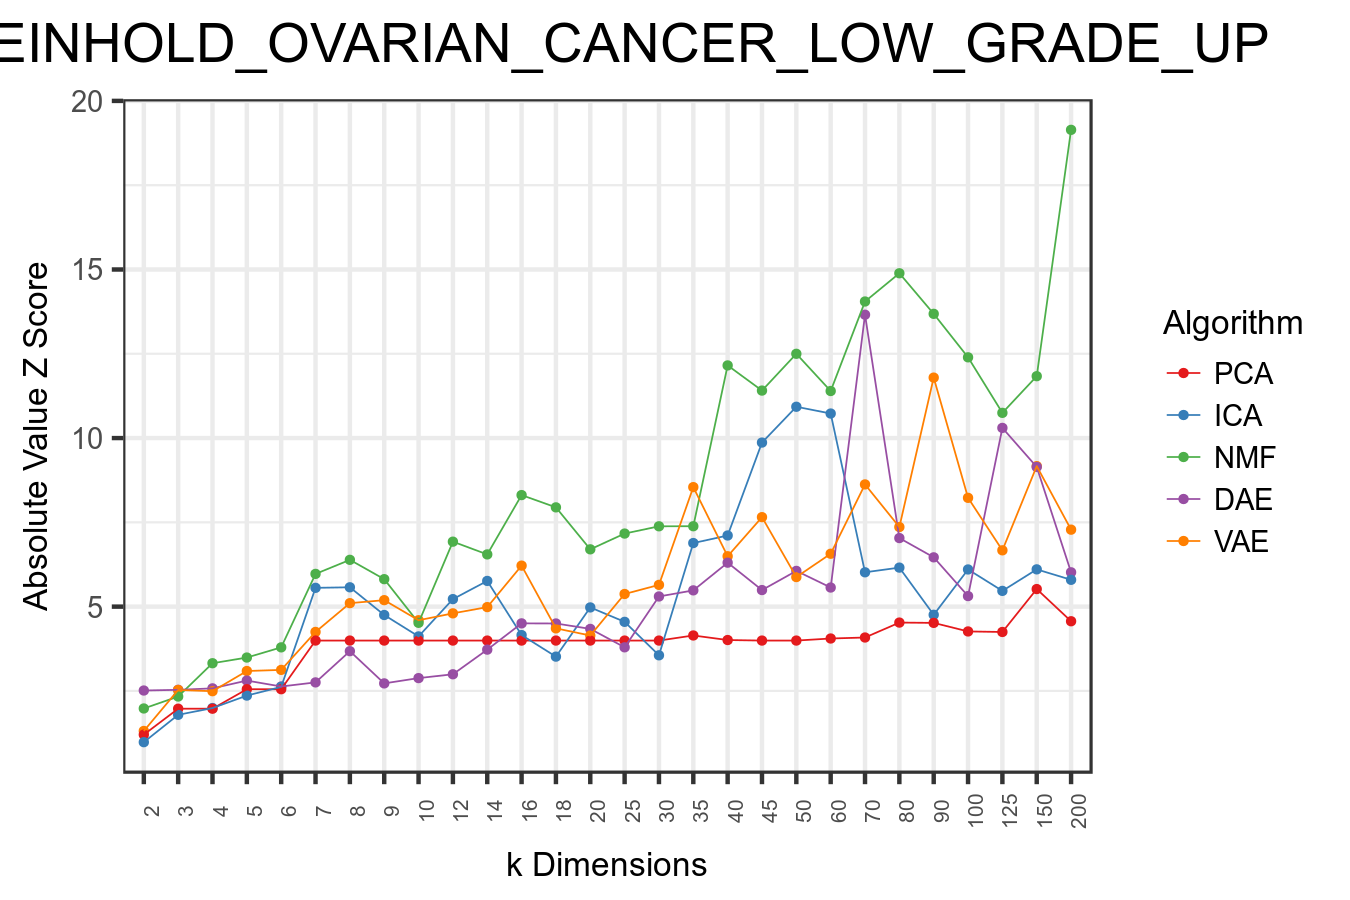 EINHOLD_OVARIAN_CANCER_LOW_GRADE_UP
20
15
10
5
Absolute Value Z Score
2 3 4 5 6 7 8 9 10 12 14 16 18 20 25 30 35 40 45 50 60 70 80 90 100 125 150 200
k Dimensions
Algorithm
PCA
ICA
NMF
DAE
VAE